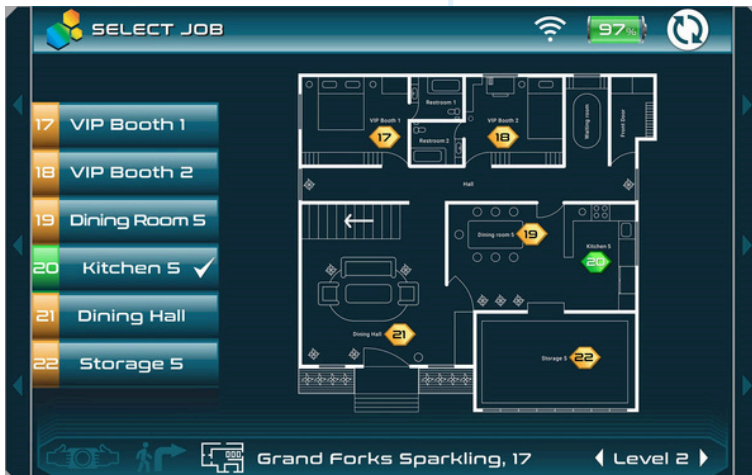 SELECT JOB
97%
17 VIP Booth 1
18 VIP Booth 2
19 Dining Room 5
20 Kitchen 5
21 Dining Hall
22 Storage 5
Restroom 1
VIP Booth 1
17
Restroom 2
VIP Booth 2
18
Waiting room
Front Door
Hall
Dining room 5 19
Kitchen 5
20
Dining Hall 21
Storage 5 22
Grand Forks Sparkling, 17
Level 2